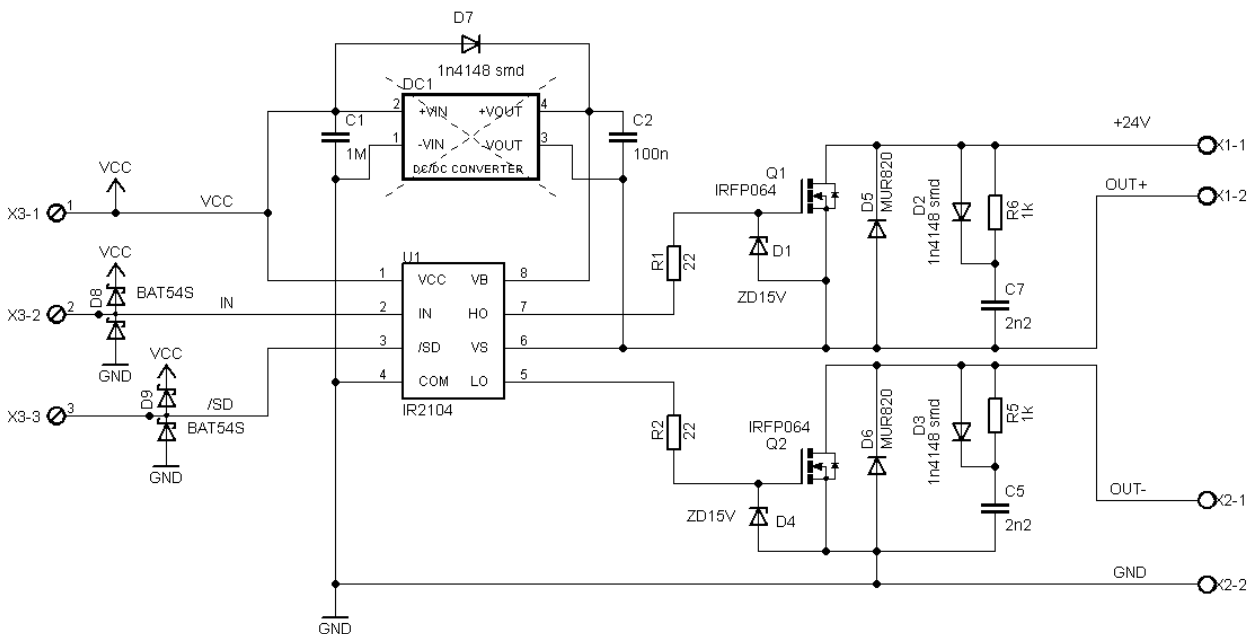 D7
1n4148 smd
DC1
2 +VIN +VOUT 4
1 -VIN -VOUT 3
DC/DC CONVERTER
C1
1M
C2
100n
VCC
X3-1 1
VCC
VCC
D8
BAT54S
X3-2 2
IN
GND
VCC
D9
/SD
X3-3 3
BAT54S
GND
U1
1 VCC VB 8
2 IN HO 7
3 /SD VS 6
4 COM LO 5
IR2104
GND
R1
22
R2
22
Q1
IRFP064
D1
ZD15V
D5
MUR820
D2
1n4148 smd
R6
1k
C7
2n2
+24V
X1-1
OUT+
X1-2
IRFP064
Q2
ZD15V
D4
D6
MUR820
D3
1n4148 smd
R5
1k
C5
2n2
OUT-
X2-1
GND
X2-2